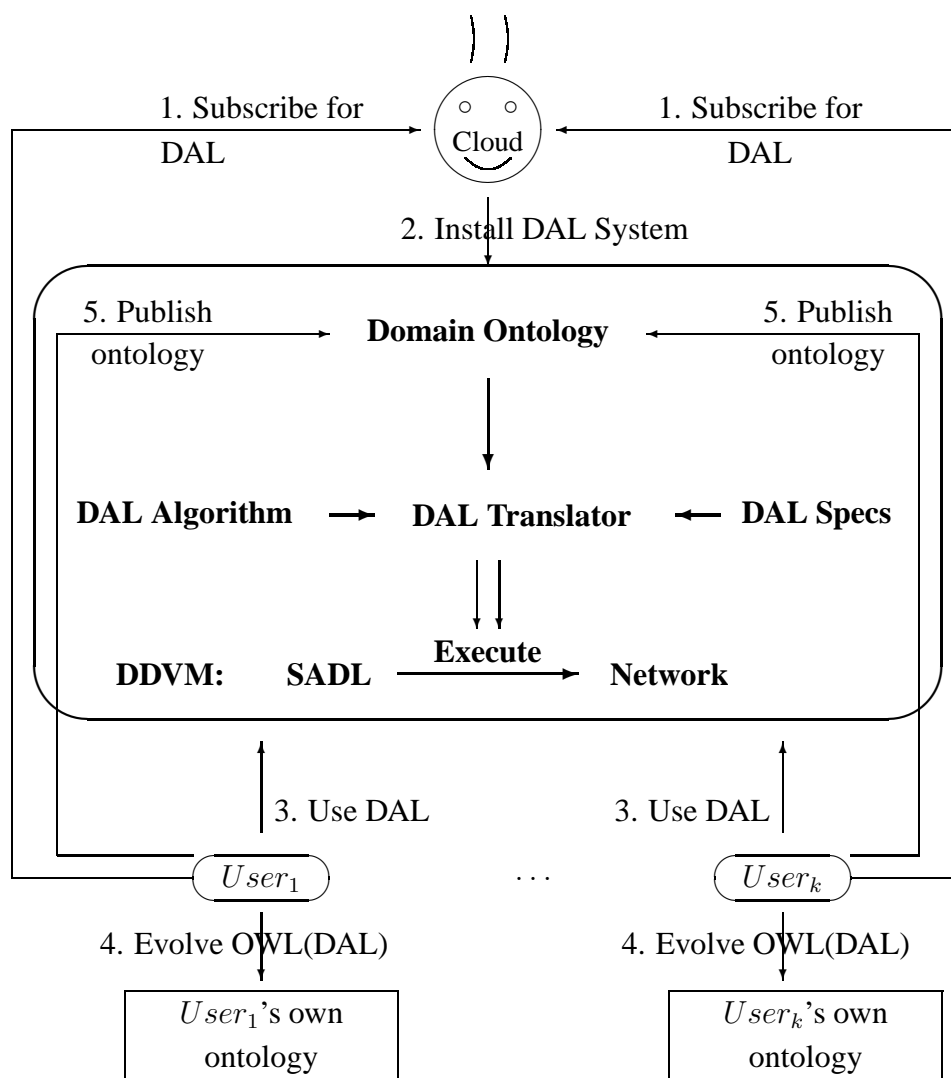 1. Subscribe for
DAL
Cloud
1. Subscribe for
DAL
2. Install DAL System
5. Publish
ontology
Domain Ontology
5. Publish
ontology
DAL Algorithm
DAL Translator
DAL Specs
Execute
DDVM: SADL
Network
3. Use DAL
3. Use DAL
User₁
. . .
Userₖ
4. Evolve OWL(DAL)
4. Evolve OWL(DAL)
User₁'s own
ontology
Userₖ's own
ontology